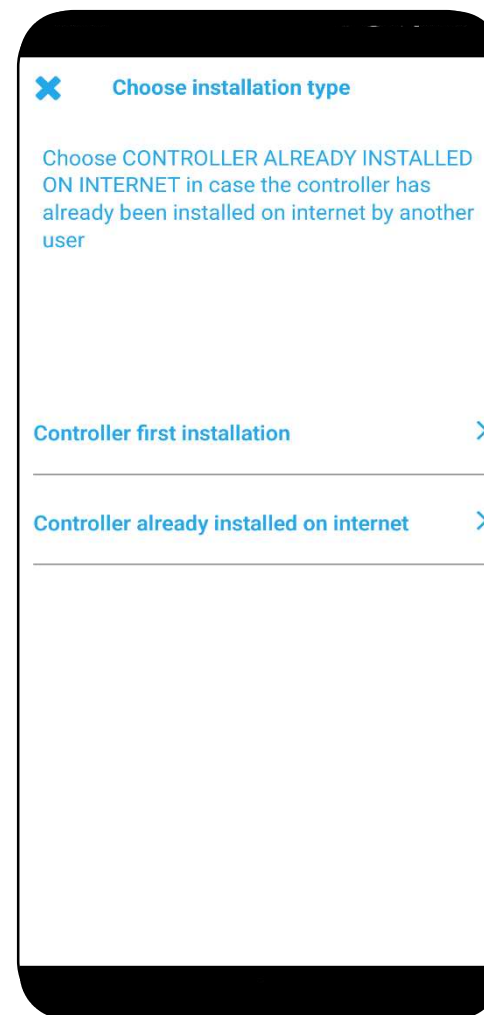 Choose installation type
Choose CONTROLLER ALREADY INSTALLED
ON INTERNET in case the controller has
already been installed on internet by another
user
Controller first installation
Controller already installed on internet